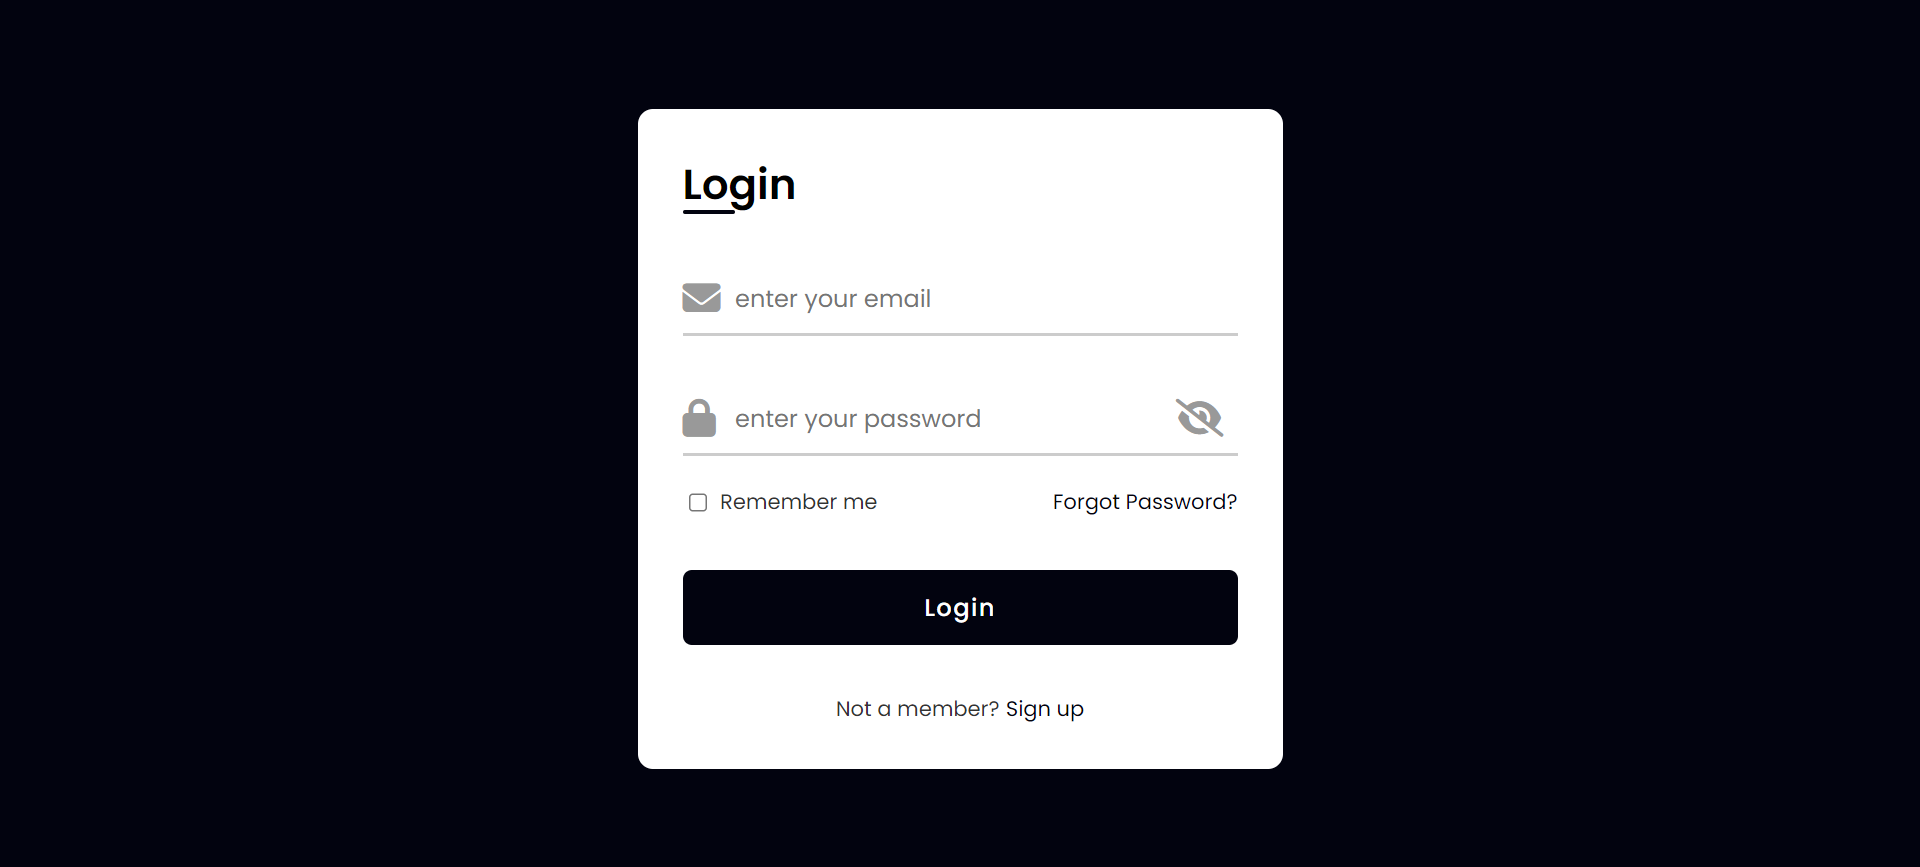 Login
enter your email
enter your password
Remember me
Forgot Password?
Login
Not a member? Sign up